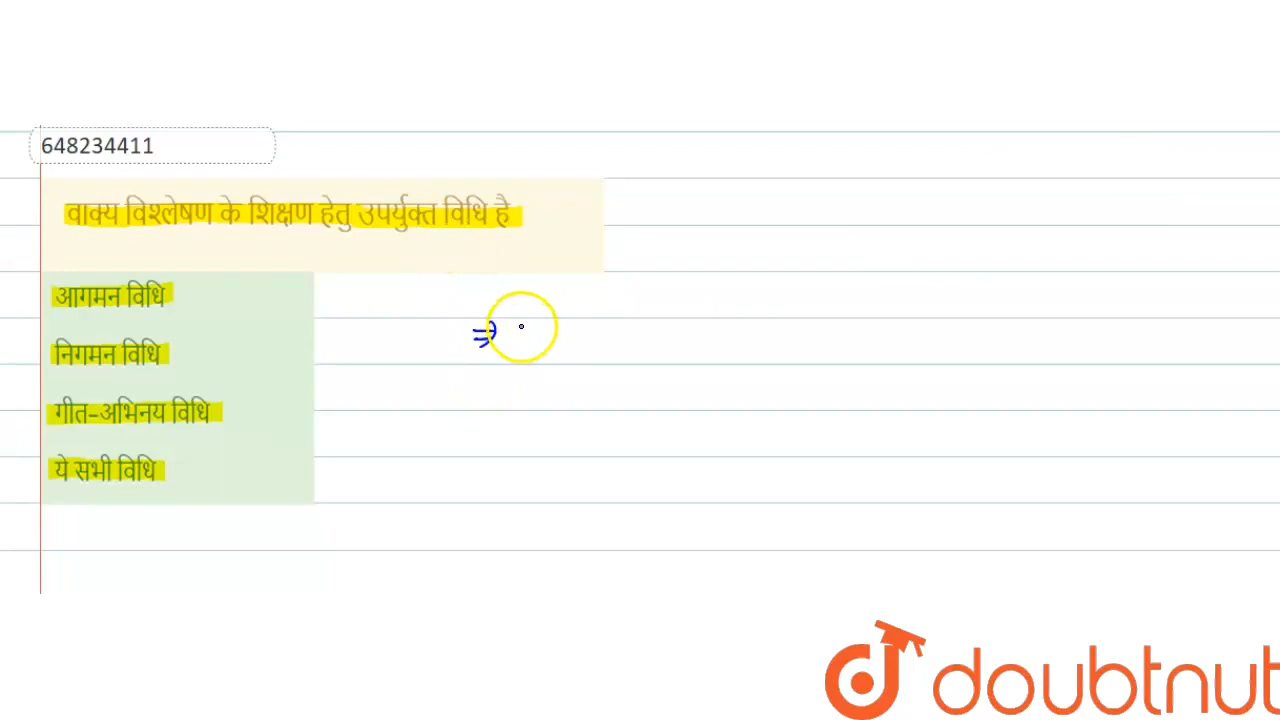 648234411
वाक्य विश्लेषण के शिक्षण हेतु उपर्युक्त विधि है
आगमन विधि
निगमन विधि
गीत-अभिनय विधि
ये सभी विधि
doubtnut